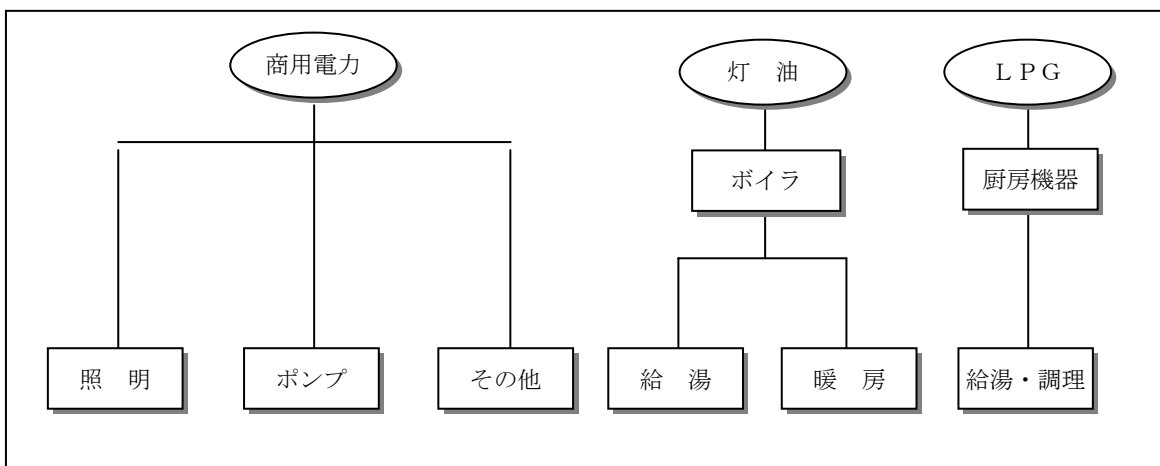 商用電力
灯　油
ＬＰＧ
ボイラ
厨房機器
照　明
ポンプ
その他
給　湯
暖　房
給湯・調理